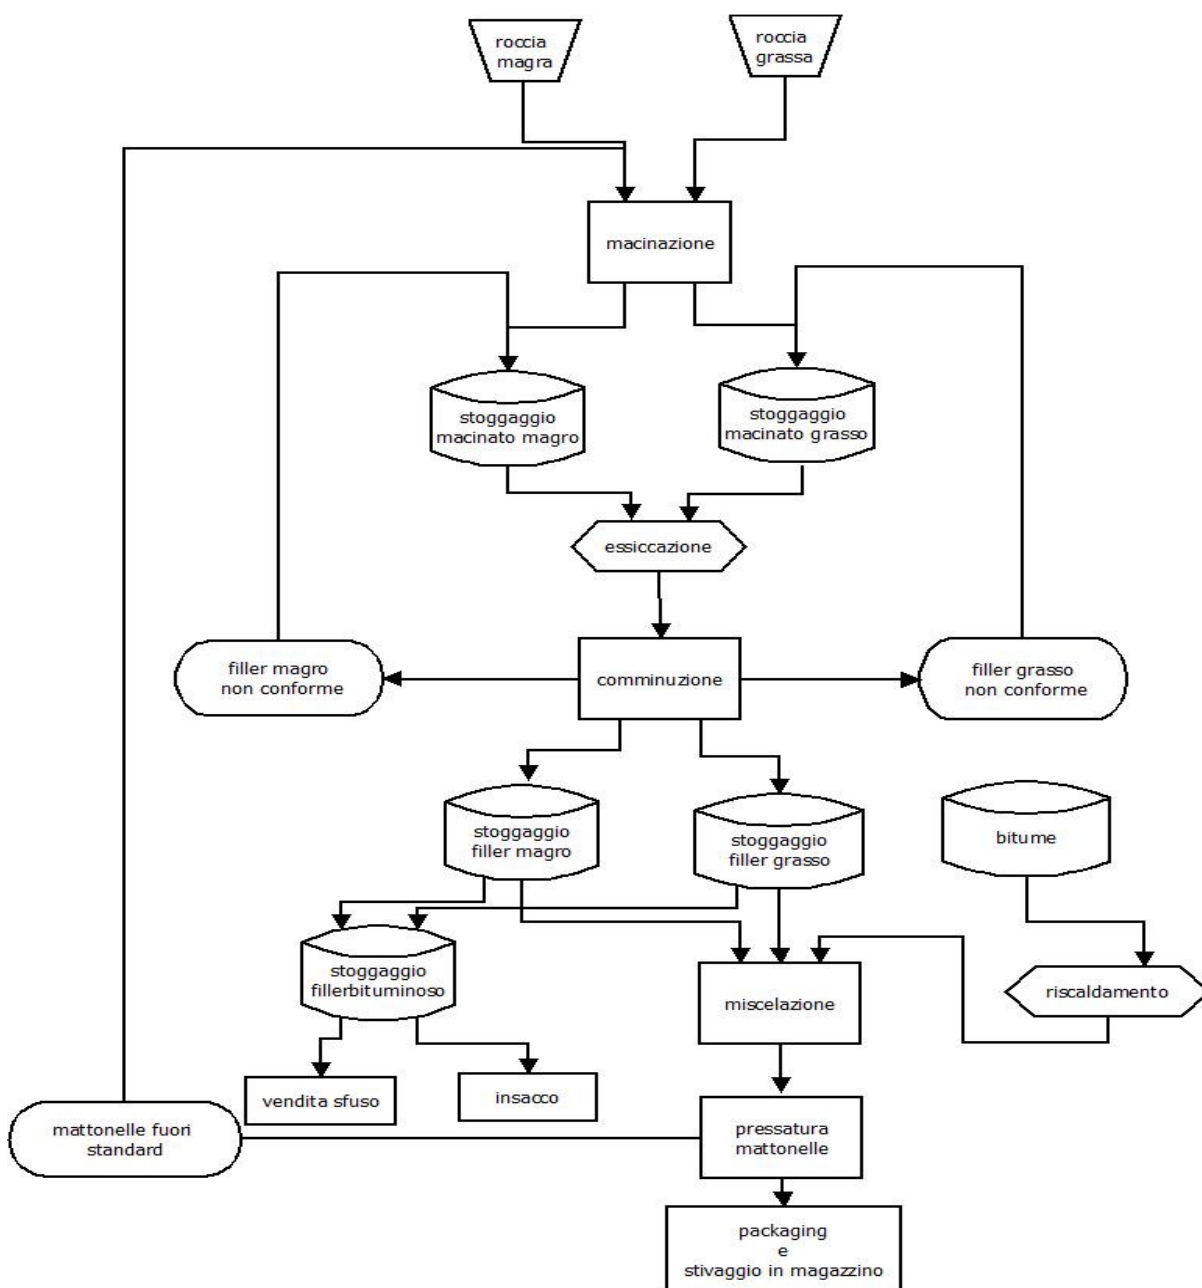 roccia
magra
roccia
grassa
macinazione
stoggaggio
macinato magro
stoggaggio
macinato grasso
essiccazione
filler magro
non conforme
comminuzione
filler grasso
non conforme
stoggaggio
filler magro
stoggaggio
filler grasso
bitume
stoggaggio
fillerbituminoso
miscelazione
riscaldamento
vendita sfuso
insacco
mattonelle fuori
standard
pressatura
mattonelle
packaging
e
stivaggio in magazzino